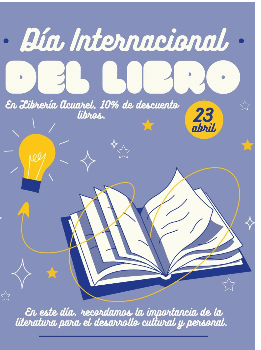 Día Internacional
DEL LIBRO
En Librería Acuarel, 10% de descuento
libros.
23
abril
En este día, recordamos la importancia de la
literatura para el desarrollo cultural y personal.